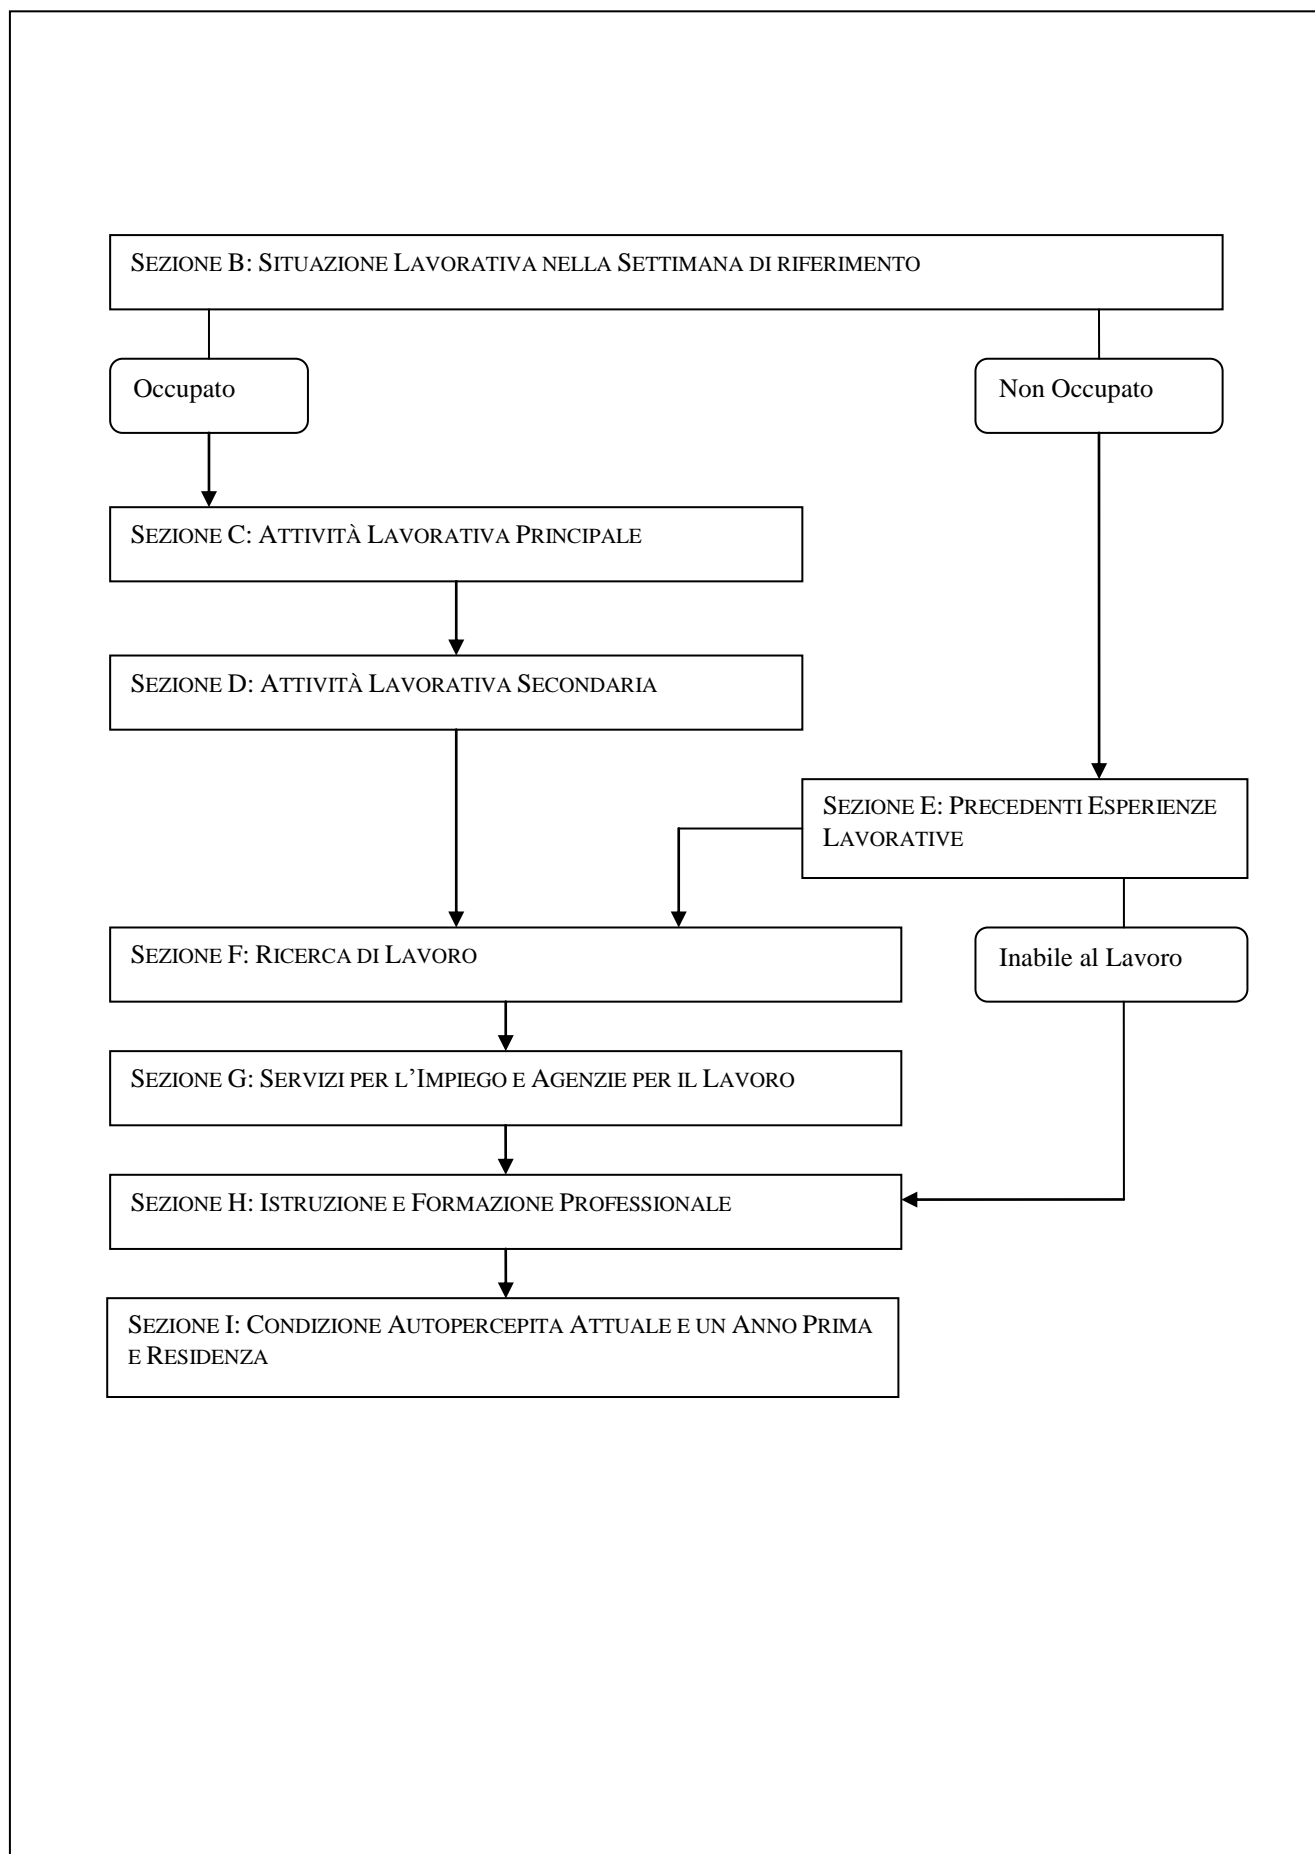 SEZIONE B: SITUAZIONE LAVORATIVA NELLA SETTIMANA DI RIFERIMENTO
Occupato
Non Occupato
SEZIONE C: ATTIVITÀ LAVORATIVA PRINCIPALE
SEZIONE D: ATTIVITÀ LAVORATIVA SECONDARIA
SEZIONE E: PRECEDENTI ESPERIENZE
LAVORATIVE
SEZIONE F: RICERCA DI LAVORO
Inabile al Lavoro
SEZIONE G: SERVIZI PER L’IMPIEGO E AGENZIE PER IL LAVORO
SEZIONE H: ISTRUZIONE E FORMAZIONE PROFESSIONALE
SEZIONE I: CONDIZIONE AUTOPERCEPITA ATTUALE E UN ANNO PRIMA
E RESIDENZA